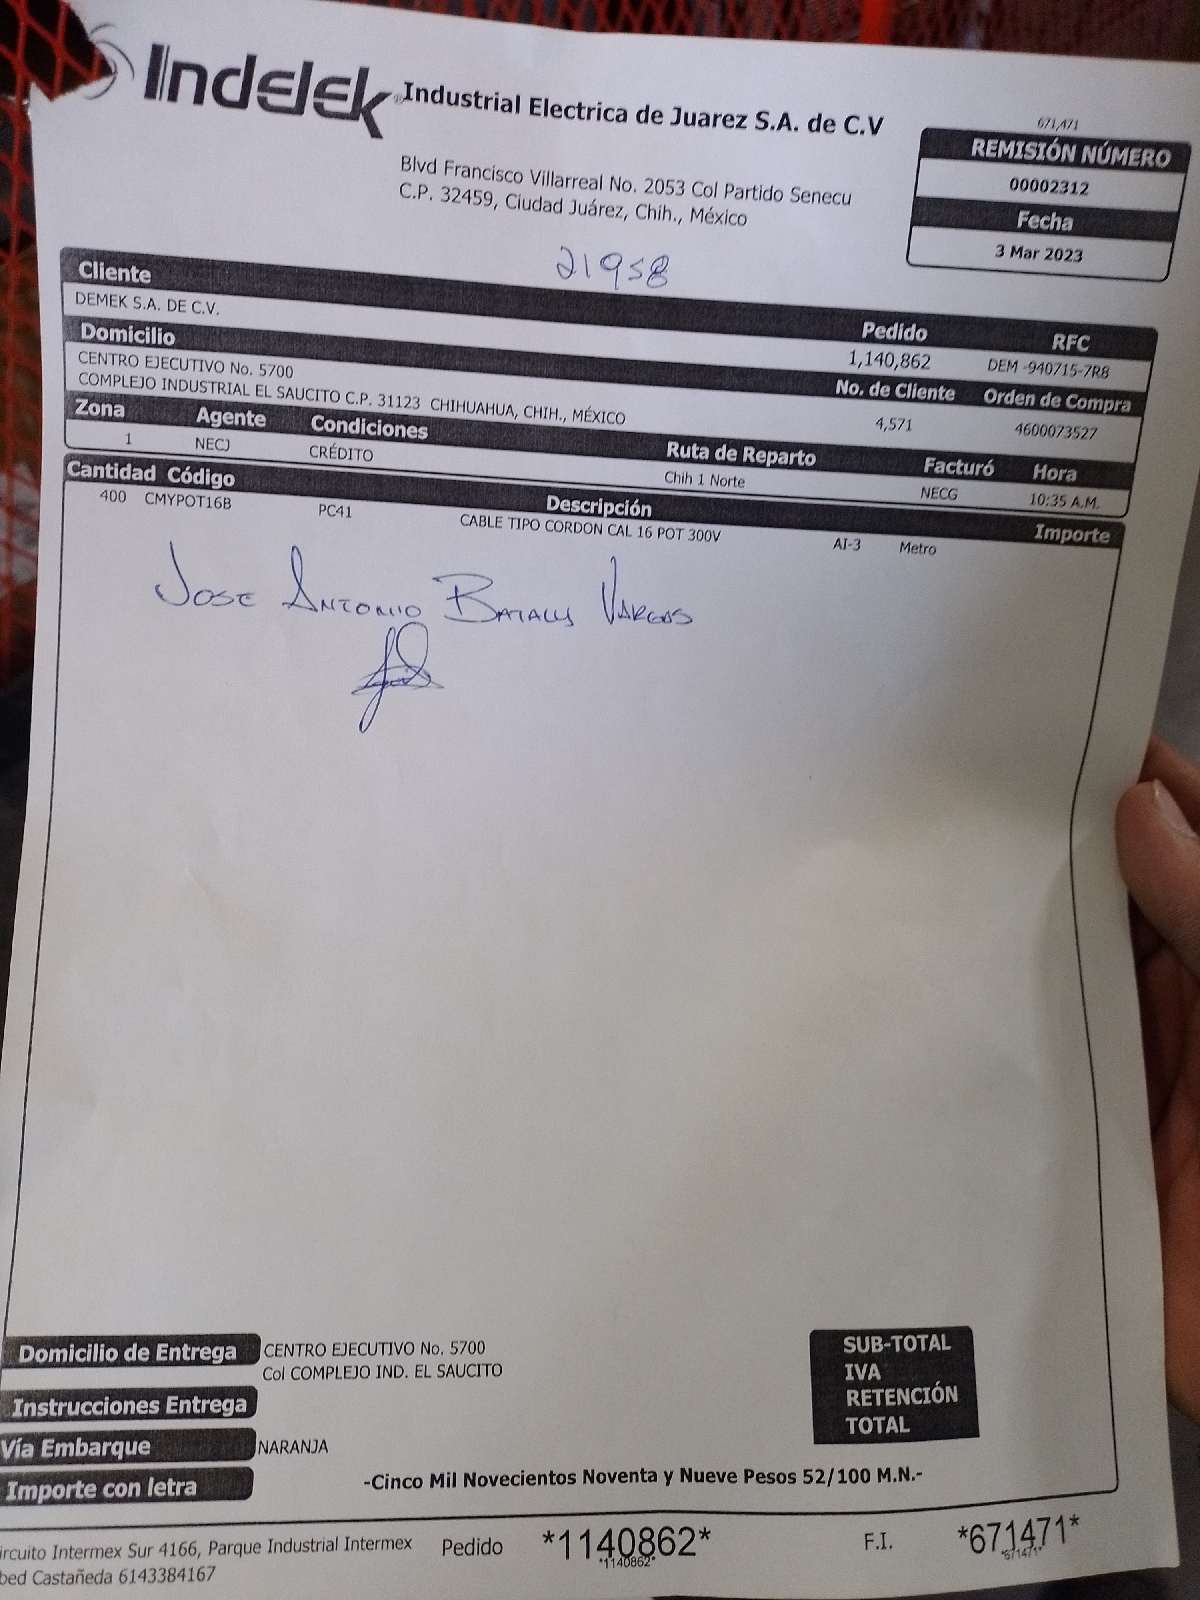 Indelek Industrial Electrica de Juarez S.A. de C.V
Blvd Francisco Villarreal No. 2053 Col Partido Senecu
C.P. 32459, Ciudad Juárez, Chih., México
671,471
REMISIÓN NÚMERO
00002312
Fecha
3 Mar 2023
21958
Cliente
DEMEK S.A. DE C.V.
Pedido RFC
1,140,862 DEM -940715-7R8
Domicilio
CENTRO EJECUTIVO No. 5700
COMPLEJO INDUSTRIAL EL SAUCITO C.P. 31123 CHIHUAHUA, CHIH., MÉXICO
No. de Cliente Orden de Compra
4,571 4600073527
Zona Agente Condiciones Ruta de Reparto Facturó Hora
1 NECJ CRÉDITO Chih 1 Norte NECG 10:35 A.M.
Cantidad Código Descripción Importe
400 CMYPOT16B PC41 CABLE TIPO CORDON CAL 16 POT 300V AI-3 Metro
JOSE ANTONIO VARGAS
Domicilio de Entrega CENTRO EJECUTIVO No. 5700
Col COMPLEJO IND. EL SAUCITO
Instrucciones Entrega
Vía Embarque NARANJA
Importe con letra -Cinco Mil Novecientos Noventa y Nueve Pesos 52/100 M.N.-
SUB-TOTAL
IVA
RETENCIÓN
TOTAL
ircuito Intermex Sur 4166, Parque Industrial Intermex
bed Castañeda 6143384167
Pedido *1140862*
*1140862*
F.I. *671471*
*671471*